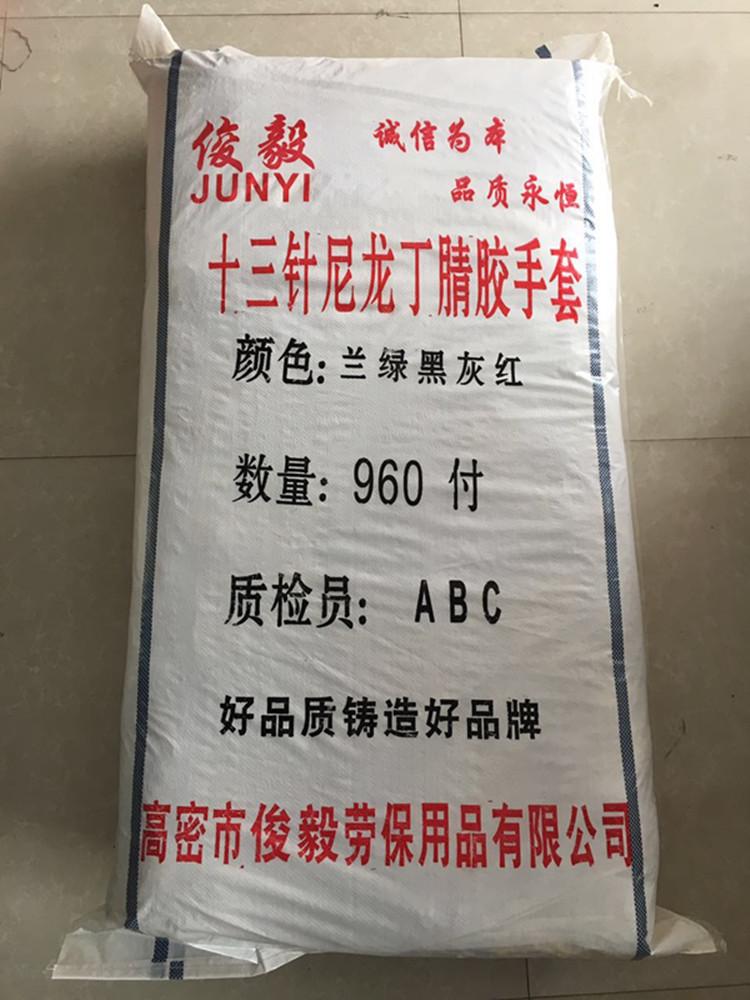 俊毅 诚信为本
JUNYI 品质永恒
十三针尼龙丁腈胶手套
颜色:兰绿黑灰红
数量:960 付
质检员:ABC
好品质铸造好品牌
高密市俊毅劳保用品有限公司